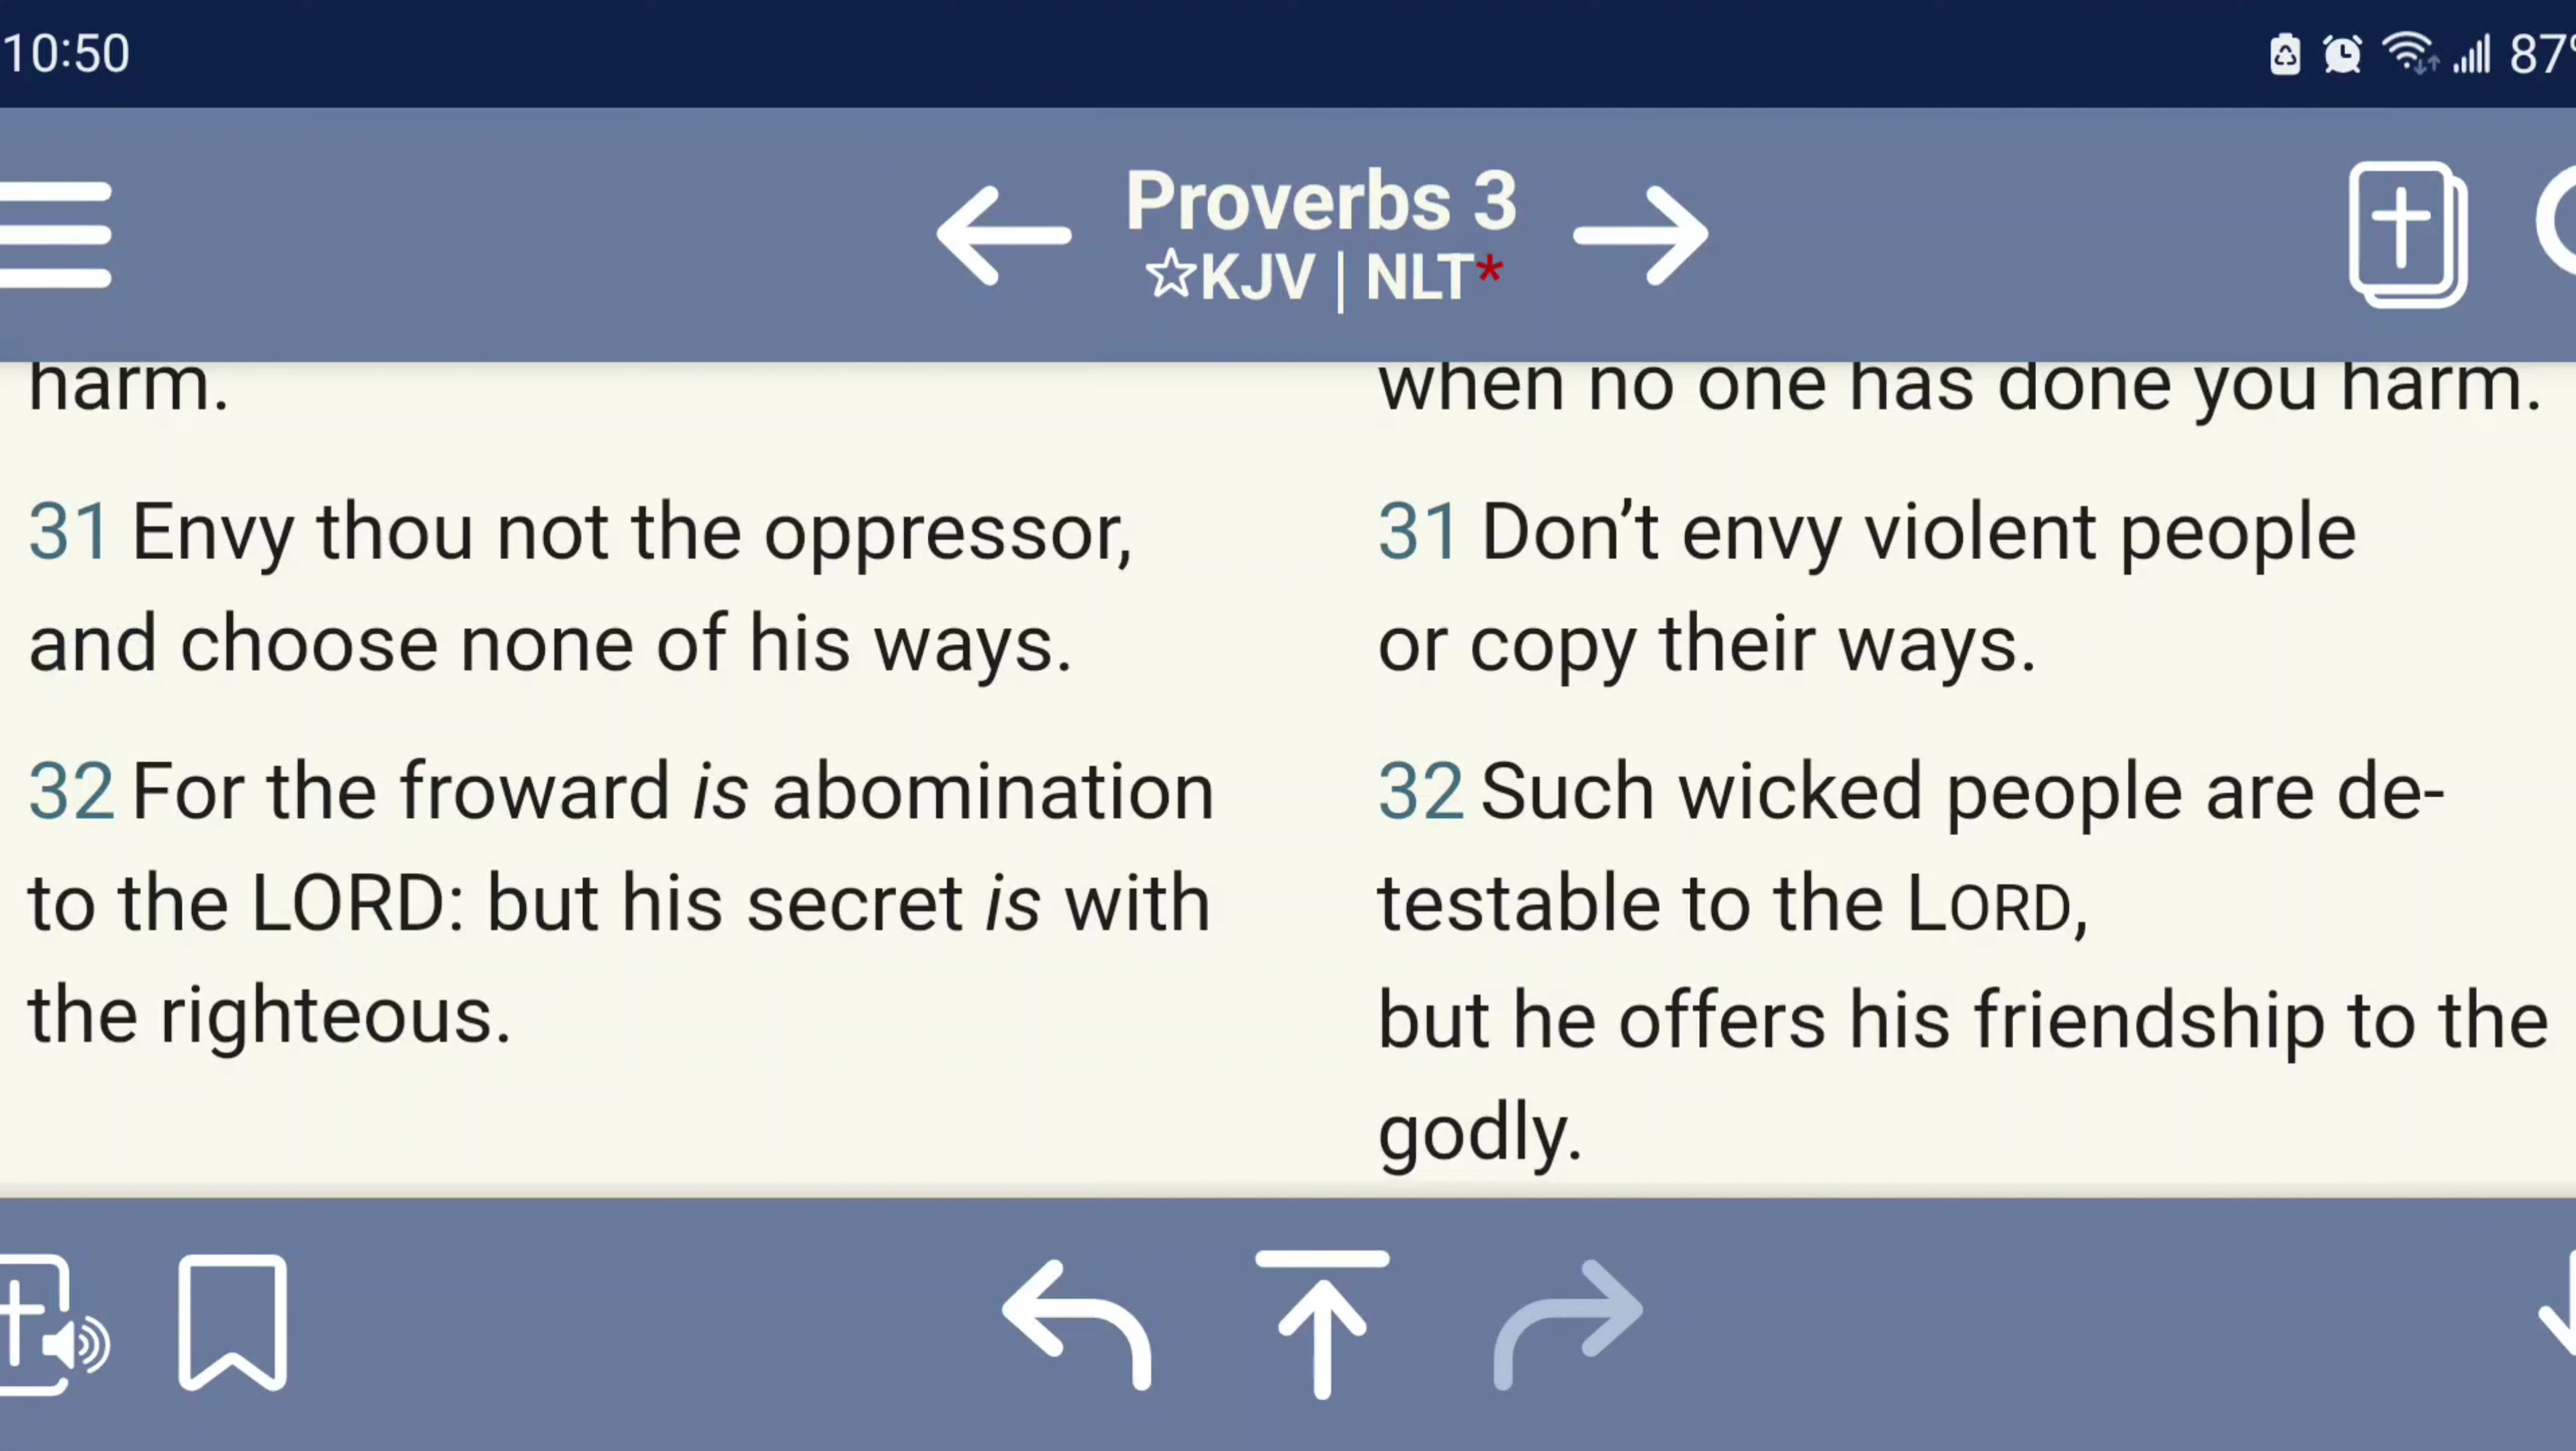 10:50
87
Proverbs 3
☆KJV | NLT*
harm.
31 Envy thou not the oppressor,
and choose none of his ways.
32 For the froward is abomination
to the LORD: but his secret is with
the righteous.
when no one has done you harm.
31 Don’t envy violent people
or copy their ways.
32 Such wicked people are de-
testable to the LORD,
but he offers his friendship to the
godly.